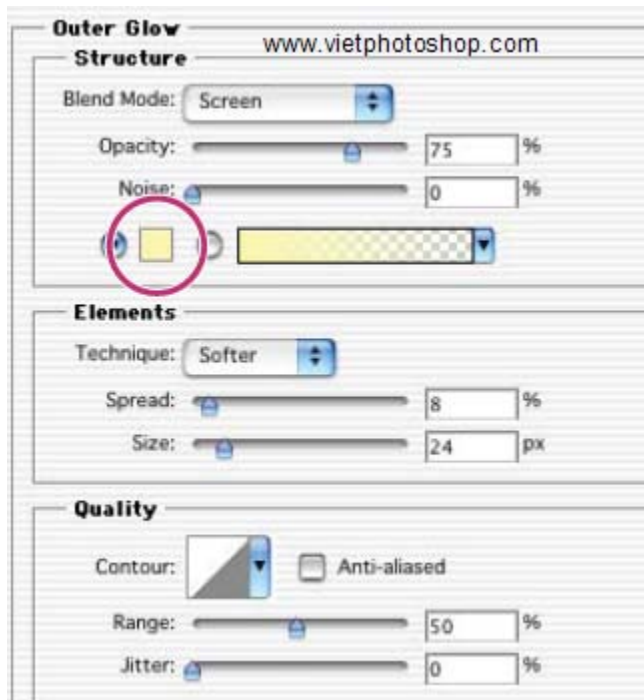 Outer Glow
www.vietphotoshop.com
Structure
Blend Mode: Screen
Opacity: 75 %
Noise: 0 %
Elements
Technique: Softer
Spread: 8 %
Size: 24 px
Quality
Contour: Anti-aliased
Range: 50 %
Jitter: 0 %